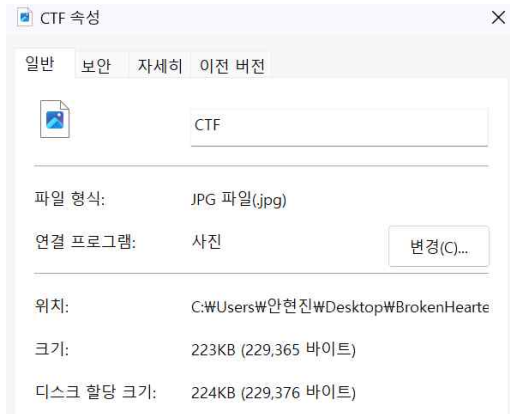 CTF 속성
일반 보안 자세히 이전 버전
CTF
파일 형식: JPG 파일(.jpg)
연결 프로그램: 사진 변경(C)...
위치: C:₩Users₩안현진₩Desktop₩BrokenHearte
크기: 223KB (229,365 바이트)
디스크 할당 크기: 224KB (229,376 바이트)